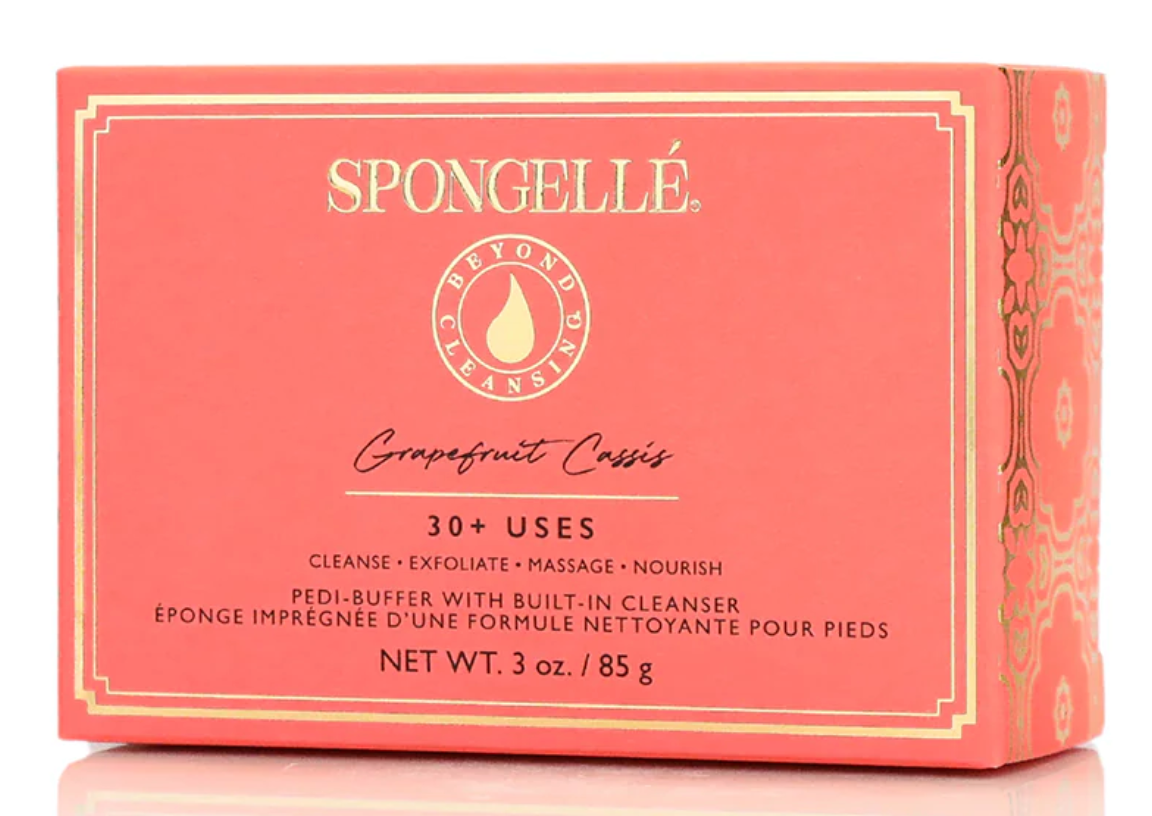 SPONGELLÉ®
BEYOND CLEANSING
Grapefruit Cassis
30+ USES
CLEANSE • EXFOLIATE • MASSAGE • NOURISH
PEDI-BUFFER WITH BUILT-IN CLEANSER
ÉPONGE IMPRÉGNÉE D'UNE FORMULE NETTOYANTE POUR PIEDS
NET WT. 3 oz. / 85 g